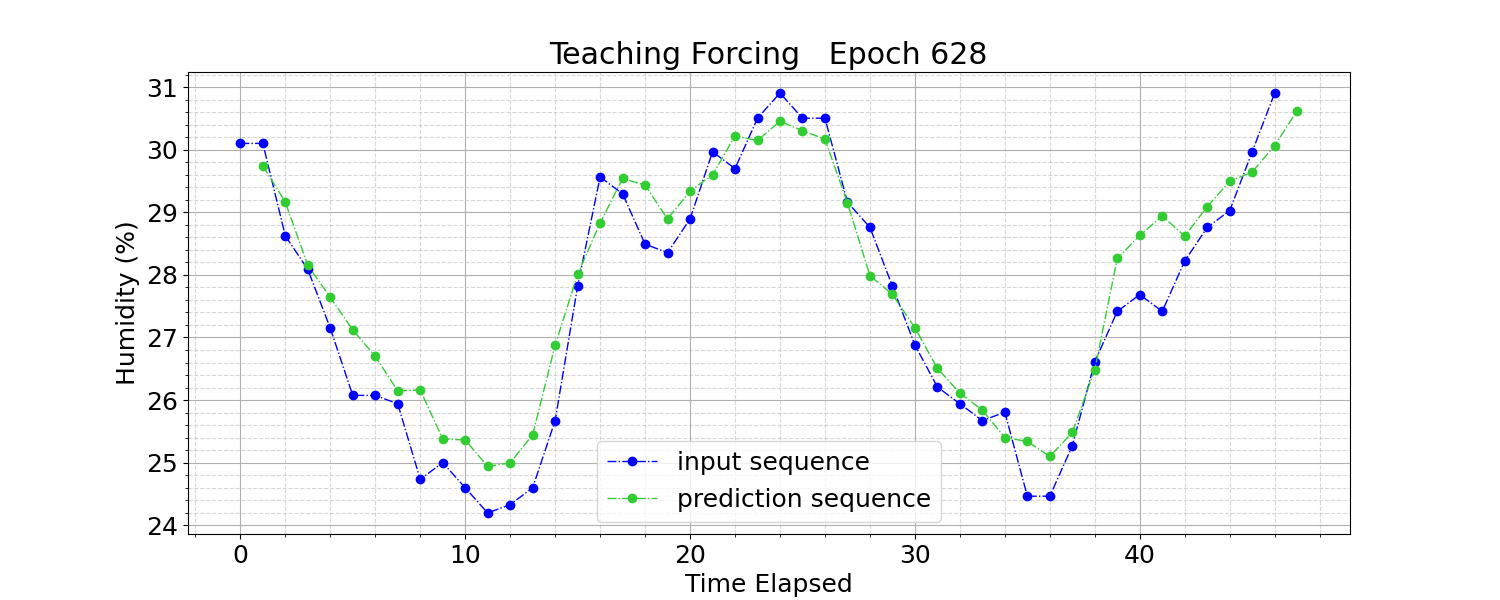 Teaching Forcing   Epoch 628
31
30
29
28
27
26
25
24
Humidity (%)
input sequence
prediction sequence
0 10 20 30 40
Time Elapsed